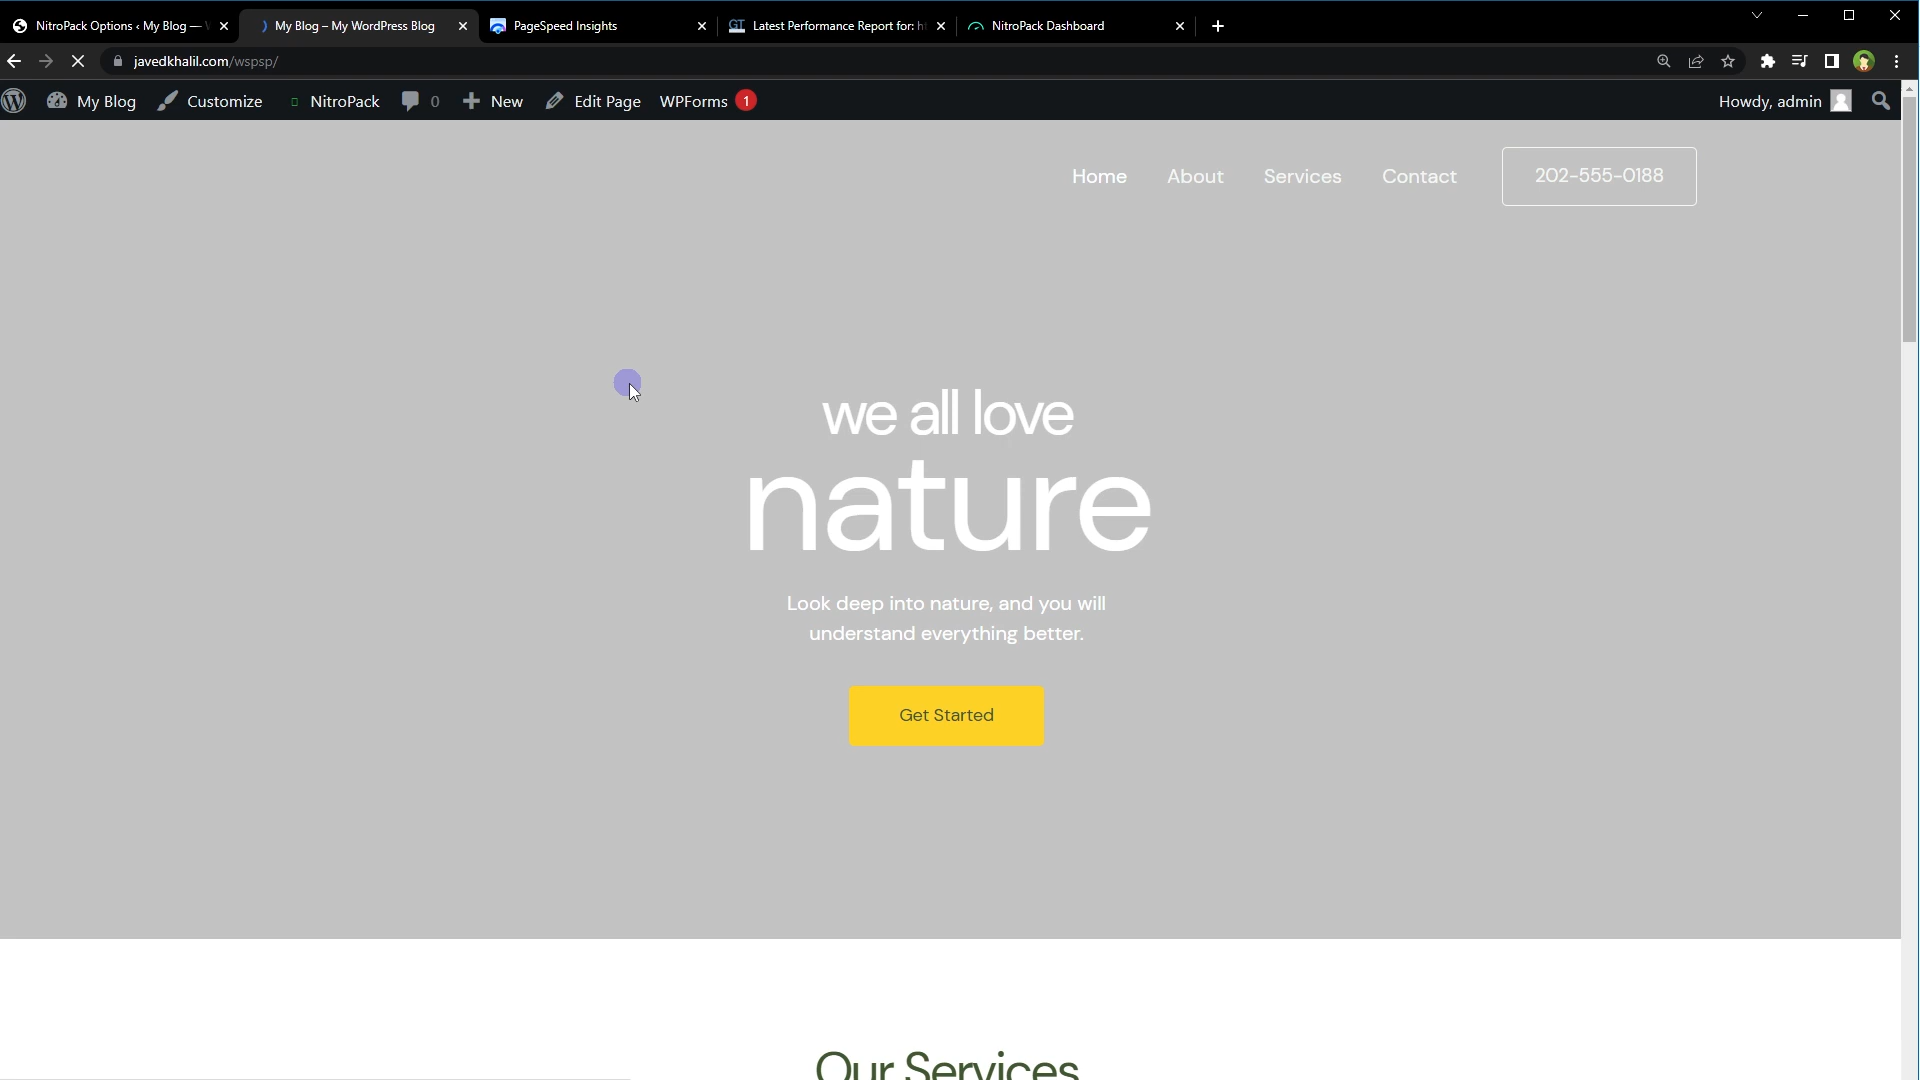 NitroPack Options ‹ My Blog —
My Blog – My WordPress Blog
PageSpeed Insights
GT Latest Performance Report for: h
NitroPack Dashboard
javedkhalil.com/wspsp/
My Blog
Customize
NitroPack
0
New
Edit Page
WPForms 1
Howdy, admin
Home
About
Services
Contact
202-555-0188
we all love
nature
Look deep into nature, and you will
understand everything better.
Get Started
Our Services